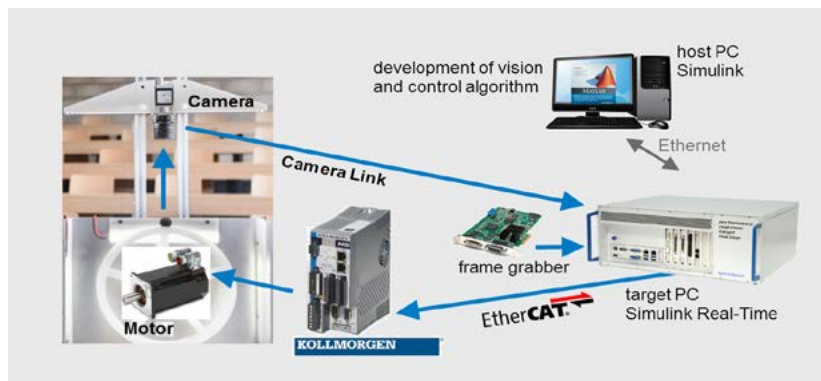 development of vision
and control algorithm
host PC
Simulink
Ethernet
Camera
Camera Link
frame grabber
target PC
Simulink Real-Time
EtherCAT®
Motor
KOLLMORGEN